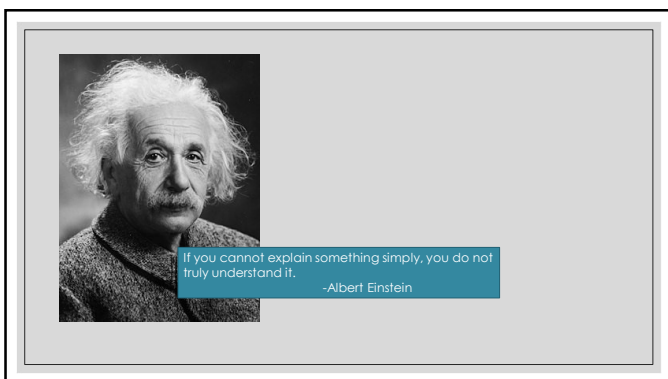 If you cannot explain something simply, you do not
truly understand it.
-Albert Einstein